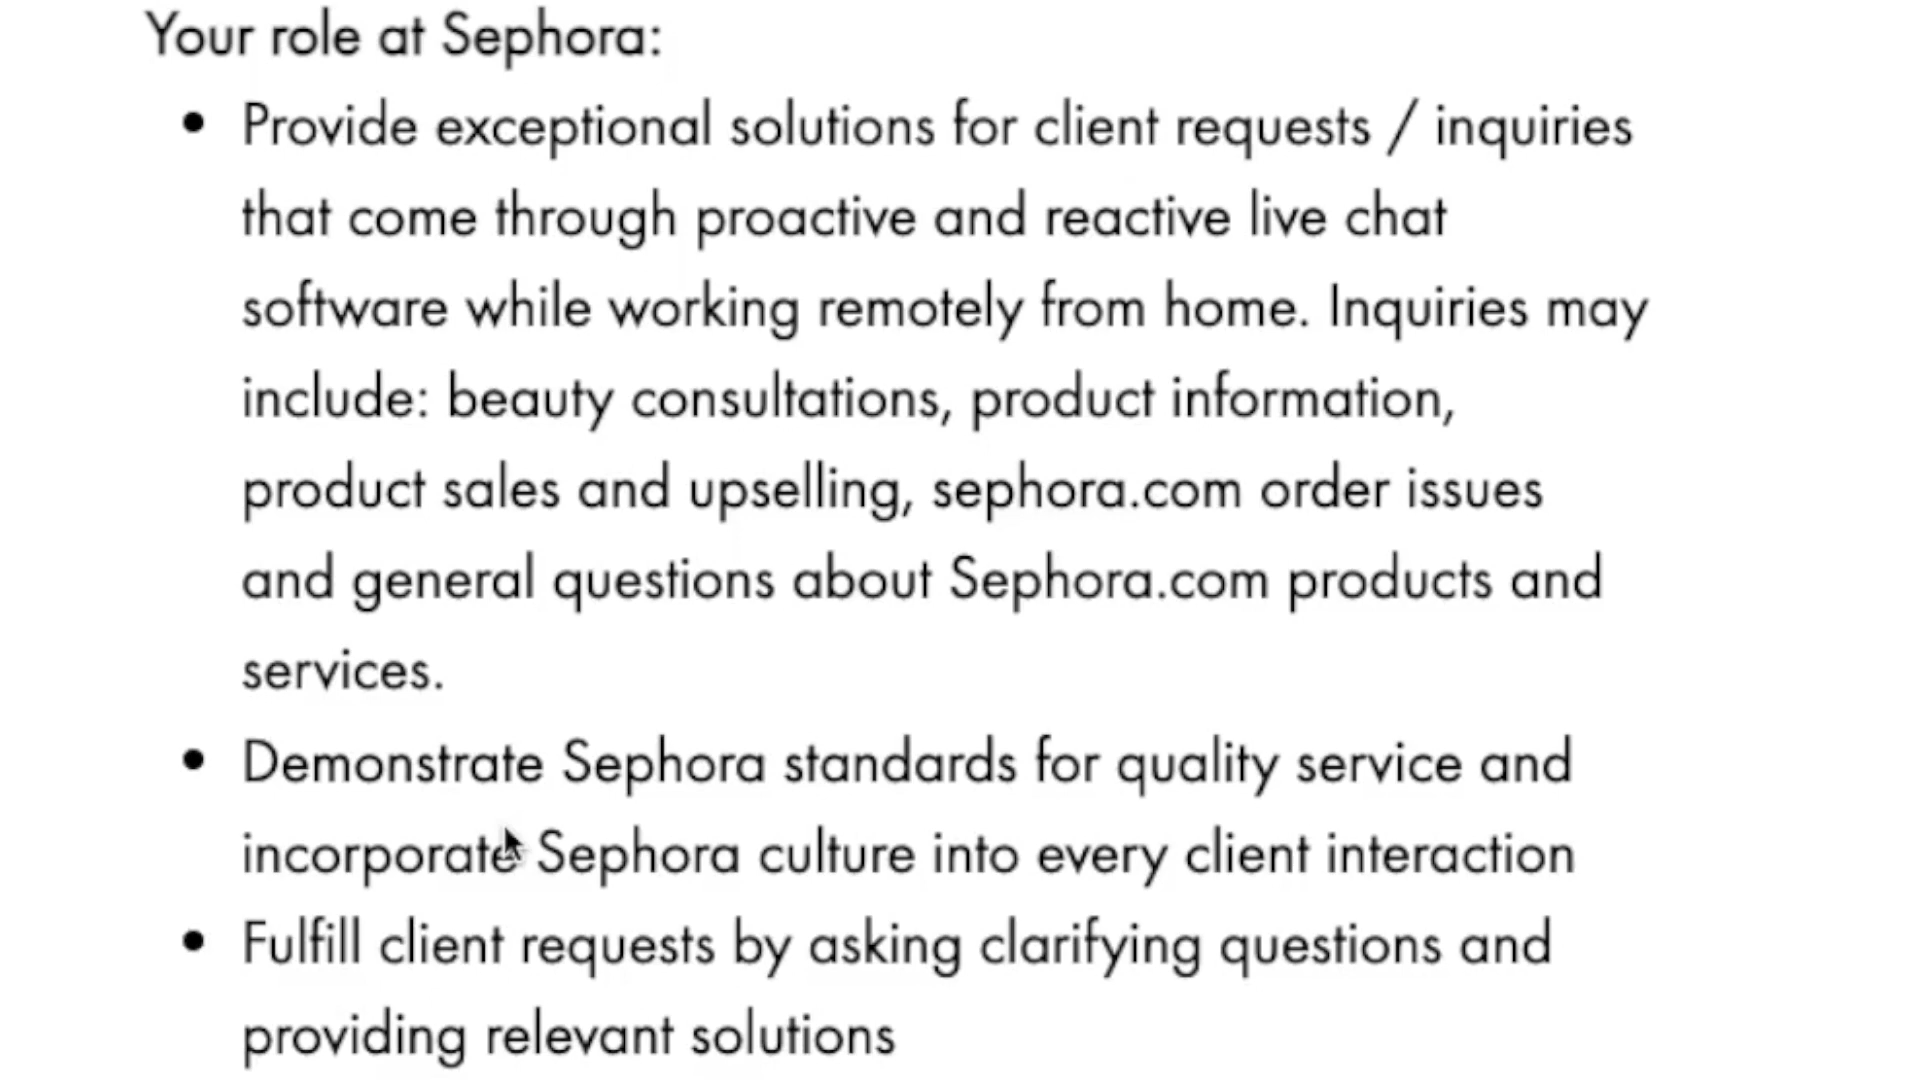 Your role at Sephora:
• Provide exceptional solutions for client requests / inquiries
that come through proactive and reactive live chat
software while working remotely from home. Inquiries may
include: beauty consultations, product information,
product sales and upselling, sephora.com order issues
and general questions about Sephora.com products and
services.
• Demonstrate Sephora standards for quality service and
incorporate Sephora culture into every client interaction
• Fulfill client requests by asking clarifying questions and
providing relevant solutions